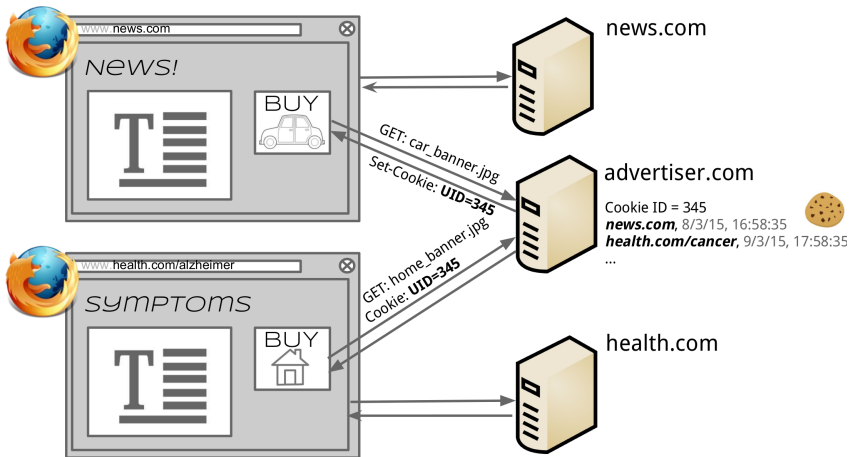 www.news.com
News!
T
BUY
news.com
GET: car_banner.jpg
Set-Cookie: UID=345
advertiser.com
Cookie ID = 345
news.com, 8/3/15, 16:58:35
health.com/cancer, 9/3/15, 17:58:35
...
GET: home_banner.jpg
Cookie: UID=345
www.health.com/alzheimer
SYMPTOMS
T
BUY
health.com